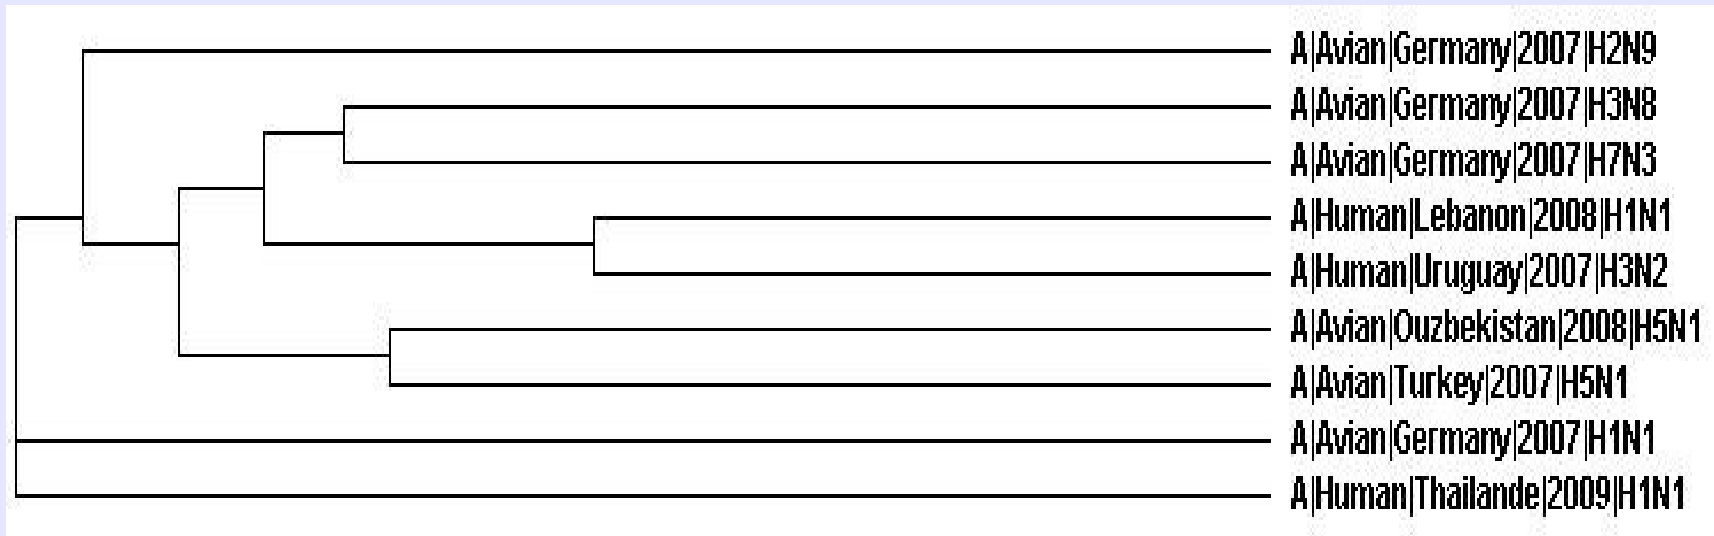 A|Avian|Germany|2007|H2N9
A|Avian|Germany|2007|H3N8
A|Avian|Germany|2007|H7N3
A|Human|Lebanon|2008|H1N1
A|Human|Uruguay|2007|H3N2
A|Avian|Ouzbekistan|2008|H5N1
A|Avian|Turkey|2007|H5N1
A|Avian|Germany|2007|H1N1
A|Human|Thailande|2009|H1N1